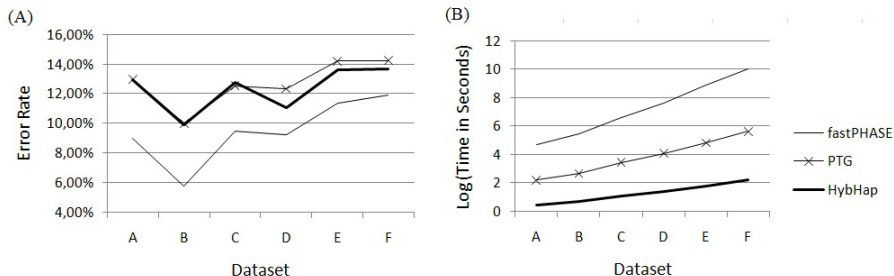 (A)
16,00%
14,00%
12,00%
10,00%
8,00%
6,00%
4,00%
Error Rate
A B C D E F
Dataset
(B)
12
10
8
6
4
2
0
Log (Time in Seconds)
A B C D E F
Dataset
fastPHASE
PTG
HybHap